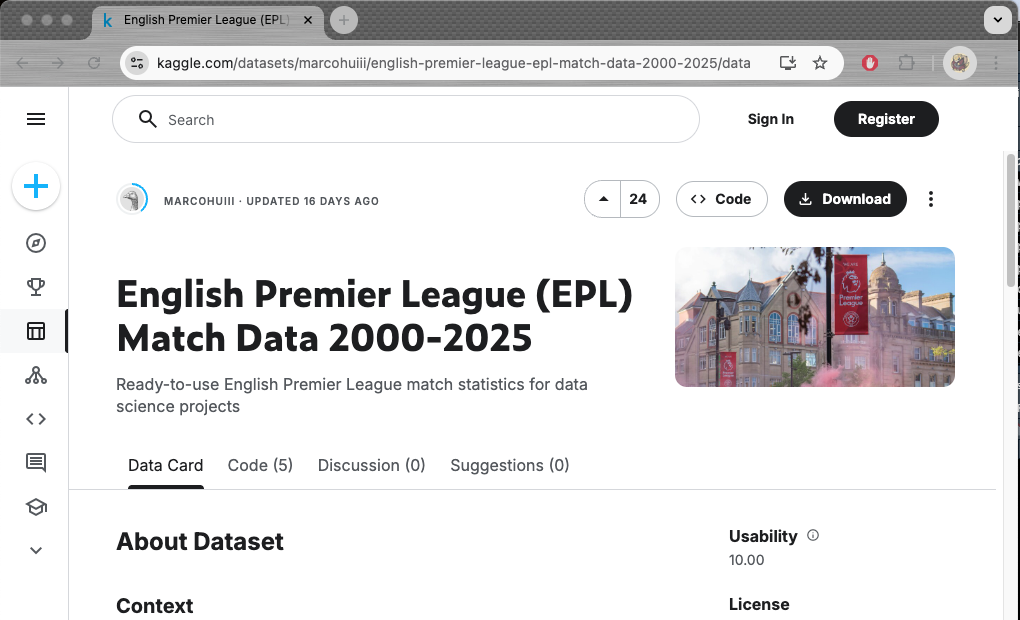 English Premier League (EPL)
kaggle.com/datasets/marcohuiii/english-premier-league-epl-match-data-2000-2025/data
Search
Sign In
Register
MARCOHUIII · UPDATED 16 DAYS AGO
24
Code
Download
English Premier League (EPL)
Match Data 2000-2025
Premier
League
Ready-to-use English Premier League match statistics for data
science projects
Data Card
Code (5)
Discussion (0)
Suggestions (0)
About Dataset
Usability
10.00
Context
License